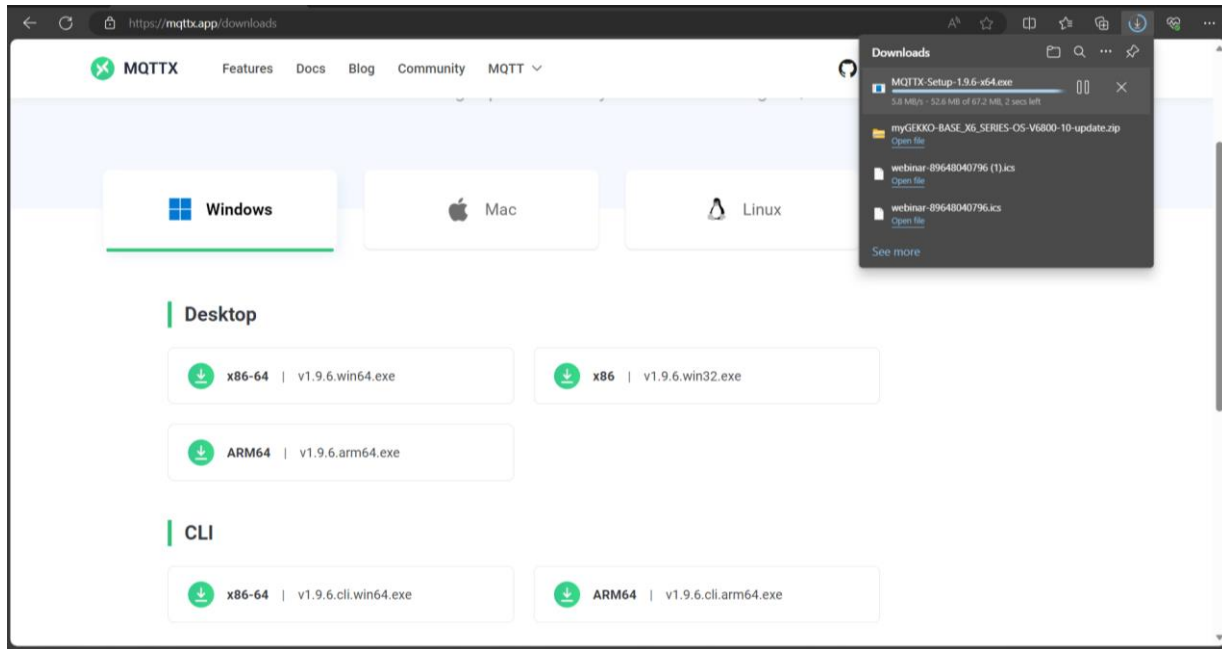 https://mqttx.app/downloads
MQTTX Features Docs Blog Community MQTT
Downloads
MQTTX-Setup-1.9.6-x64.exe
5.8 MB/s - 52.6 MB of 67.2 MB, 2 secs left
myGEKKO-BASE_X6_SERIES-OS-V6800-10-update.zip
Open file
webinar-89648040796 (1).ics
Open file
webinar-89648040796.ics
Open file
See more
Windows
Mac
Linux
Desktop
x86-64 | v1.9.6.win64.exe
x86 | v1.9.6.win32.exe
ARM64 | v1.9.6.arm64.exe
CLI
x86-64 | v1.9.6.cli.win64.exe
ARM64 | v1.9.6.cli.arm64.exe